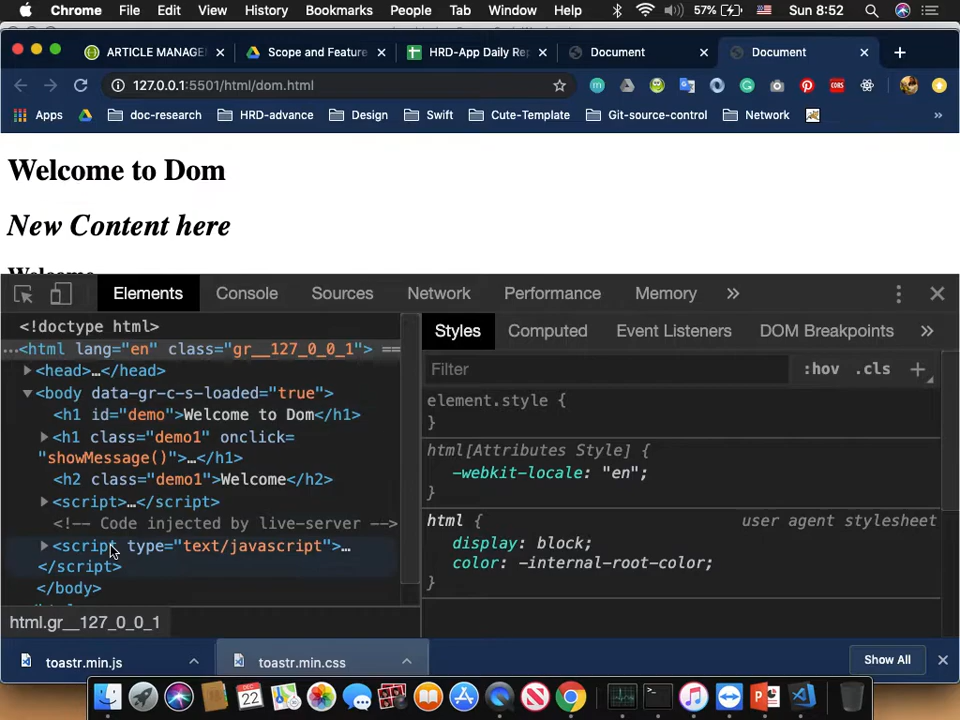 Chrome File Edit View History Bookmarks People Tab Window Help 57% Sun 8:52
ARTICLE MANAGE Scope and Feature HRD-App Daily Rep Document Document
127.0.0.1:5501/html/dom.html
Apps doc-research HRD-advance Design Swift Cute-Template Git-source-control Network »
Welcome to Dom
New Content here
Welcome
Elements Console Sources Network Performance Memory »
<!doctype html>
…<html lang="en" class="gr__127_0_0_1"> ==
<head>…</head>
<body data-gr-c-s-loaded="true">
<h1 id="demo">Welcome to Dom</h1>
<h1 class="demo1" onclick=
"showMessage()">…</h1>
<h2 class="demo1">Welcome</h2>
<script>…</script>
<!-- Code injected by live-server -->
<script type="text/javascript">…
</script>
</body>
html.gr__127_0_0_1
Styles Computed Event Listeners DOM Breakpoints »
Filter :hov .cls +
element.style {
}
html[Attributes Style] {
-webkit-locale: "en";
}
html { user agent stylesheet
display: block;
color: -internal-root-color;
}
toastr.min.js toastr.min.css Show All
DEC
22